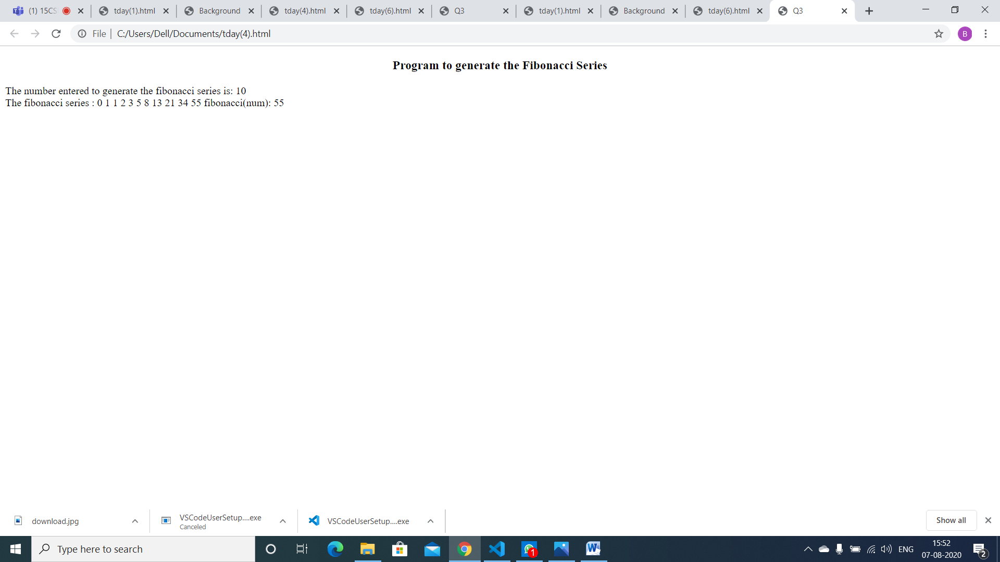 (1) 15CS
tday(1).html
Background
tday(4).html
tday(6).html
Q3
tday(1).html
Background
tday(6).html
Q3
File | C:/Users/Dell/Documents/tday(4).html
B
Program to generate the Fibonacci Series
The number entered to generate the fibonacci series is: 10
The fibonacci series : 0 1 1 2 3 5 8 13 21 34 55 fibonacci(num): 55
download.jpg
VSCodeUserSetup....exe
Canceled
VSCodeUserSetup....exe
Show all
Type here to search
1
ENG
15:52
07-08-2020
2